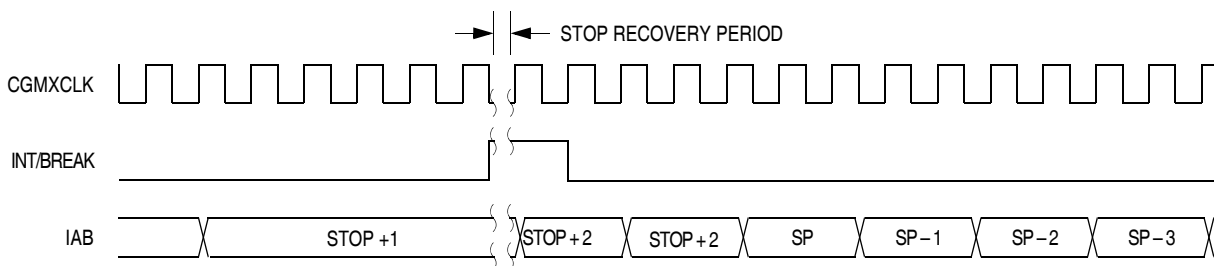 STOP RECOVERY PERIOD
CGMXCLK
INT/BREAK
IAB STOP +1 STOP + 2 STOP + 2 SP SP – 1 SP – 2 SP – 3